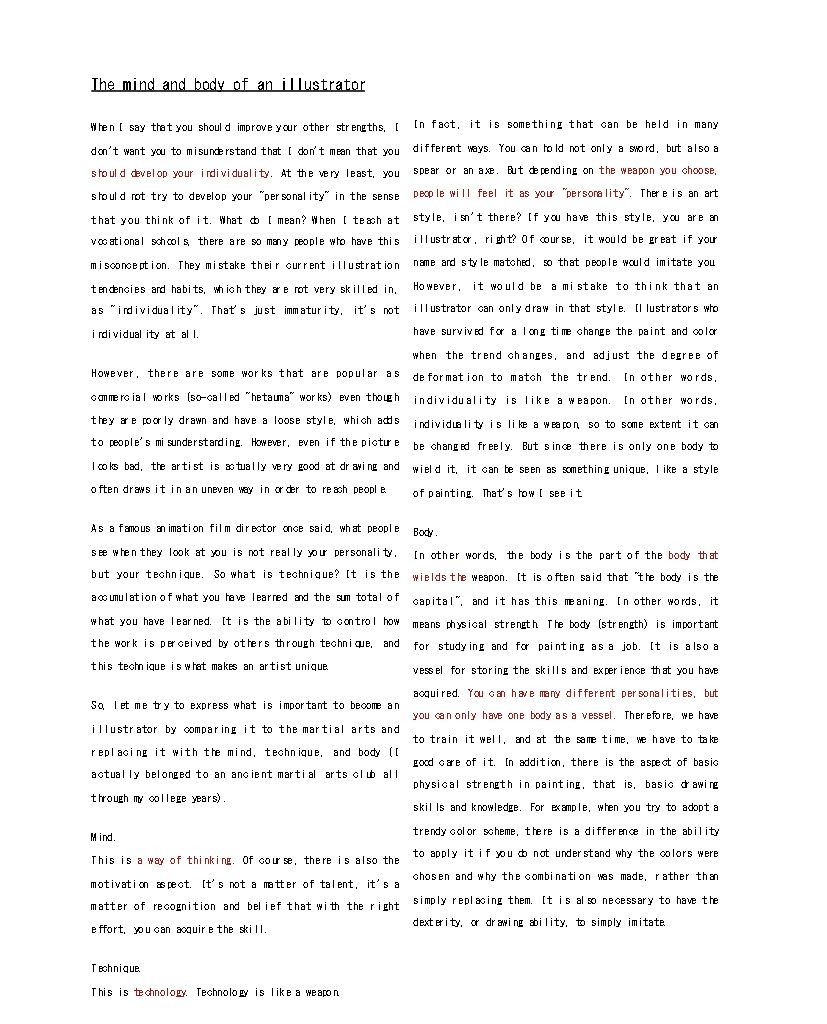 The mind and body of an illustrator
When I say that you should improve your other strengths, I
don't want you to misunderstand that I don't mean that you
should develop your individuality. At the very least, you
should not try to develop your "personality" in the sense
that you think of it. What do I mean? When I teach at
vocational schools, there are so many people who have this
misconception. They mistake their current illustration
tendencies and habits, which they are not very skilled in,
as "individuality". That's just immaturity, it's not
individuality at all.
However, there are some works that are popular as
commercial works (so-called "hetauma" works) even though
they are poorly drawn and have a loose style, which adds
to people's misunderstanding. However, even if the picture
looks bad, the artist is actually very good at drawing and
often draws it in an uneven way in order to reach people.
As a famous animation film director once said, what people
see when they look at you is not really your personality,
but your technique. So what is technique? It is the
accumulation of what you have learned and the sum total of
what you have learned. It is the ability to control how
the work is perceived by others through technique, and
this technique is what makes an artist unique.
So, let me try to express what is important to become an
illustrator by comparing it to the martial arts and
replacing it with the mind, technique, and body (I
actually belonged to an ancient martial arts club all
through my college years).
Mind.
This is a way of thinking. Of course, there is also the
motivation aspect. It's not a matter of talent, it's a
matter of recognition and belief that with the right
effort, you can acquire the skill.
Technique.
This is technology. Technology is like a weapon.
In fact, it is something that can be held in many
different ways. You can hold not only a sword, but also a
spear or an axe. But depending on the weapon you choose,
people will feel it as your "personality". There is an art
style, isn't there? If you have this style, you are an
illustrator, right? Of course, it would be great if your
name and style matched, so that people would imitate you.
However, it would be a mistake to think that an
illustrator can only draw in that style. Illustrators who
have survived for a long time change the paint and color
when the trend changes, and adjust the degree of
deformation to match the trend. In other words,
individuality is like a weapon. In other words,
individuality is like a weapon, so to some extent it can
be changed freely. But since there is only one body to
wield it, it can be seen as something unique, like a style
of painting. That's how I see it.
Body.
In other words, the body is the part of the body that
wields the weapon. It is often said that "the body is the
capital", and it has this meaning. In other words, it
means physical strength. The body (strength) is important
for studying and for painting as a job. It is also a
vessel for storing the skills and experience that you have
acquired. You can have many different personalities, but
you can only have one body as a vessel. Therefore, we have
to train it well, and at the same time, we have to take
good care of it. In addition, there is the aspect of basic
physical strength in painting, that is, basic drawing
skills and knowledge. For example, when you try to adopt a
trendy color scheme, there is a difference in the ability
to apply it if you do not understand why the colors were
chosen and why the combination was made, rather than
simply replacing them. It is also necessary to have the
dexterity, or drawing ability, to simply imitate.